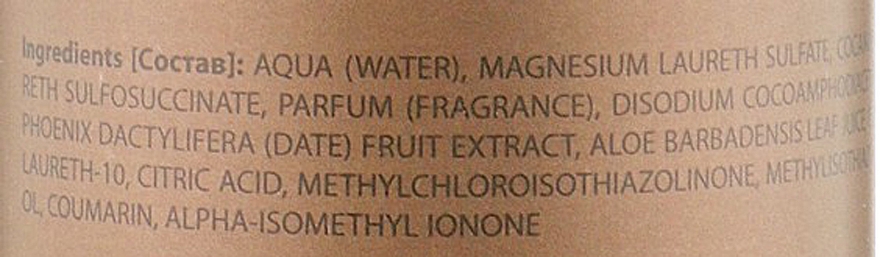 Ingredients [Состав]: AQUA (WATER), MAGNESIUM LAURETH SULFATE,
RETH SULFOSUCCINATE, PARFUM (FRAGRANCE), DISODIUM
PHOENIX DACTYLIFERA (DATE) FRUIT EXTRACT, ALOE BARBADENSIS LEAF JUICE
LAURETH-10, CITRIC ACID, METHYLCHLOROISOTHIAZOLINONE,
OL, COUMARIN, ALPHA-ISOMETHYL IONONE